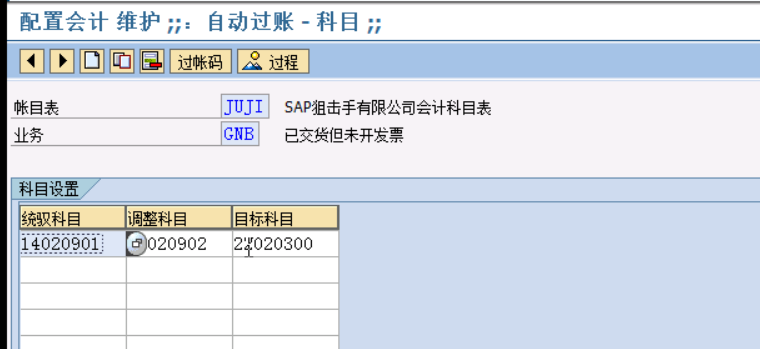 配置会计 维护 ;;: 自动过账 - 科目 ;;
过帐码 过程
帐目表 JUJI SAP狙击手有限公司会计科目表
业务 GNB 已交货但未开发票
科目设置
统驭科目 调整科目 目标科目
14020901 020902 020300